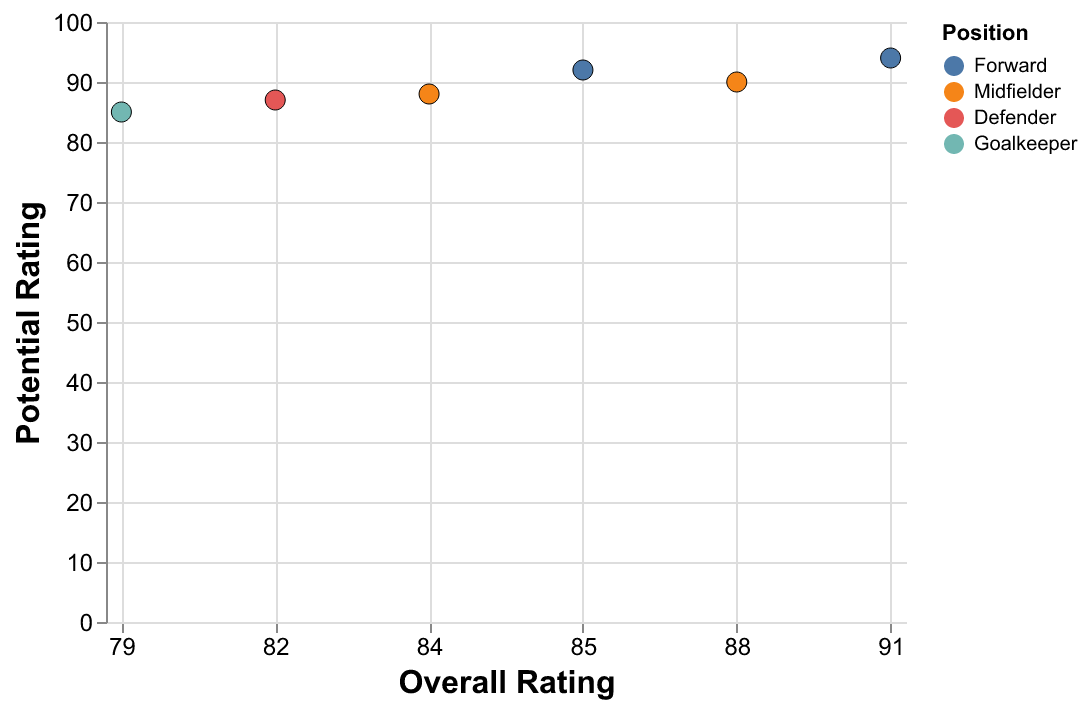 100
90
80
70
60
50
40
30
20
10
0
Potential Rating
79 82 84 85 88 91
Overall Rating
Position
Forward
Midfielder
Defender
Goalkeeper